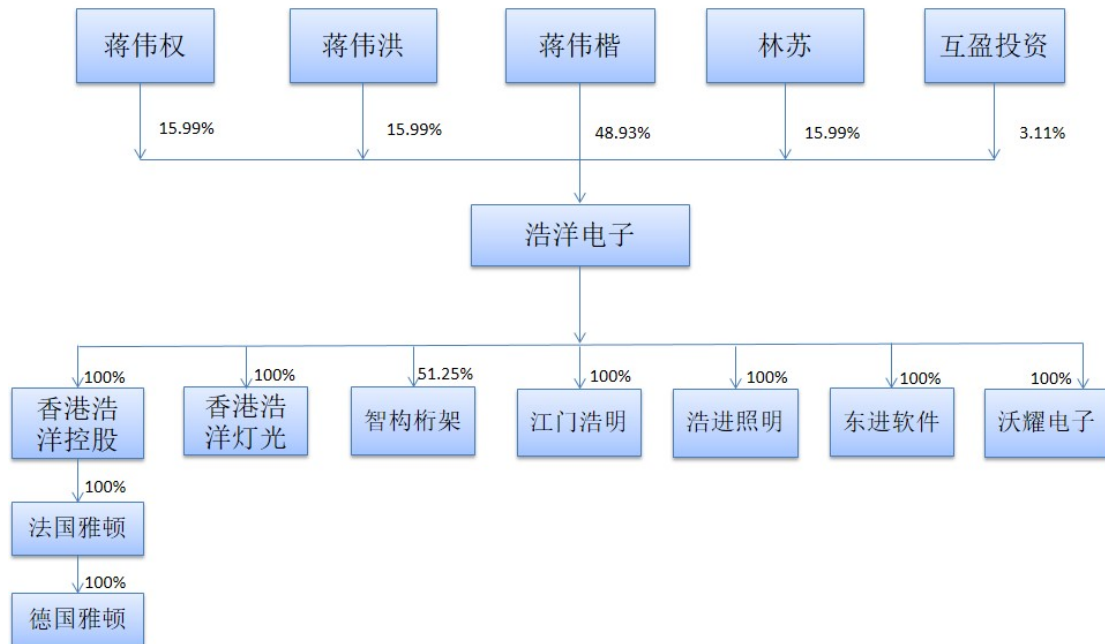 蒋伟权
蒋伟洪
蒋伟楷
林苏
互盈投资
15.99%
15.99%
48.93%
15.99%
3.11%
浩洋电子
100%
100%
51.25%
100%
100%
100%
100%
香港浩
洋控股
香港浩
洋灯光
智构桁架
江门浩明
浩进照明
东进软件
沃耀电子
100%
法国雅顿
100%
德国雅顿